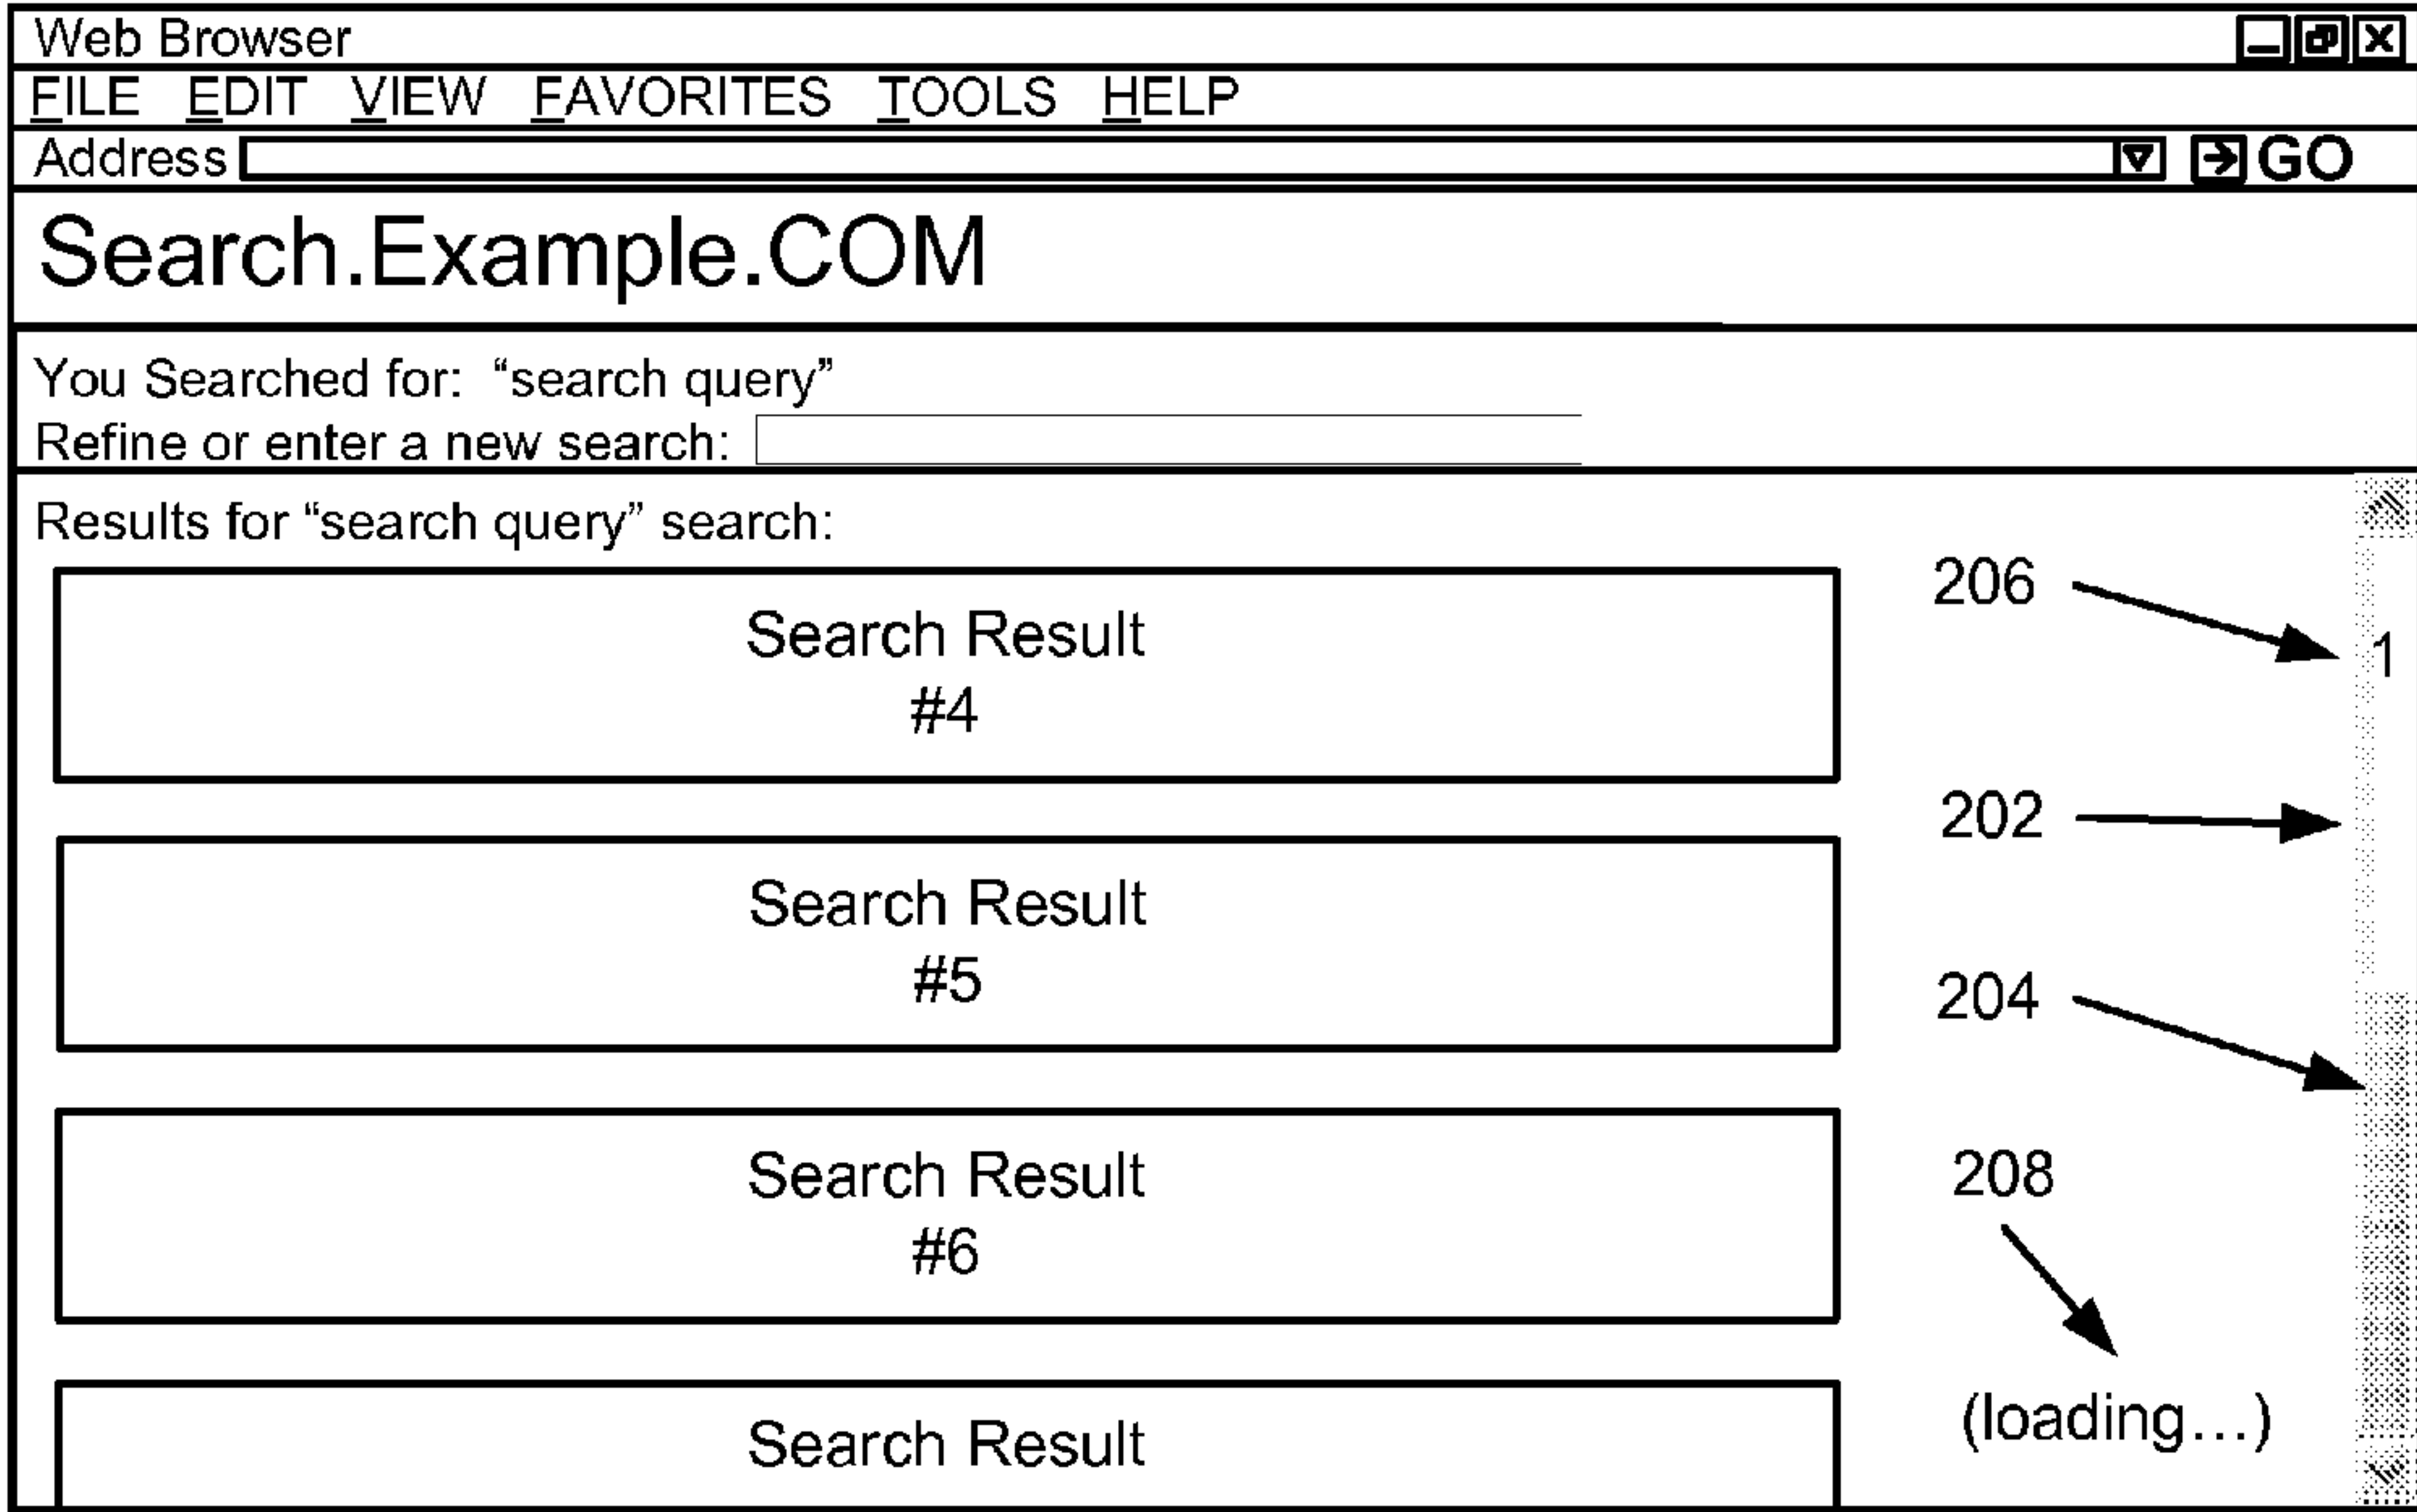 Web Browser
FILE EDIT VIEW FAVORITES TOOLS HELP
Address GO
Search.Example.COM
You Searched for: “search query”
Refine or enter a new search:
Results for “search query” search:
Search Result
#4
Search Result
#5
Search Result
#6
Search Result
206
1
202
204
208
(loading...)